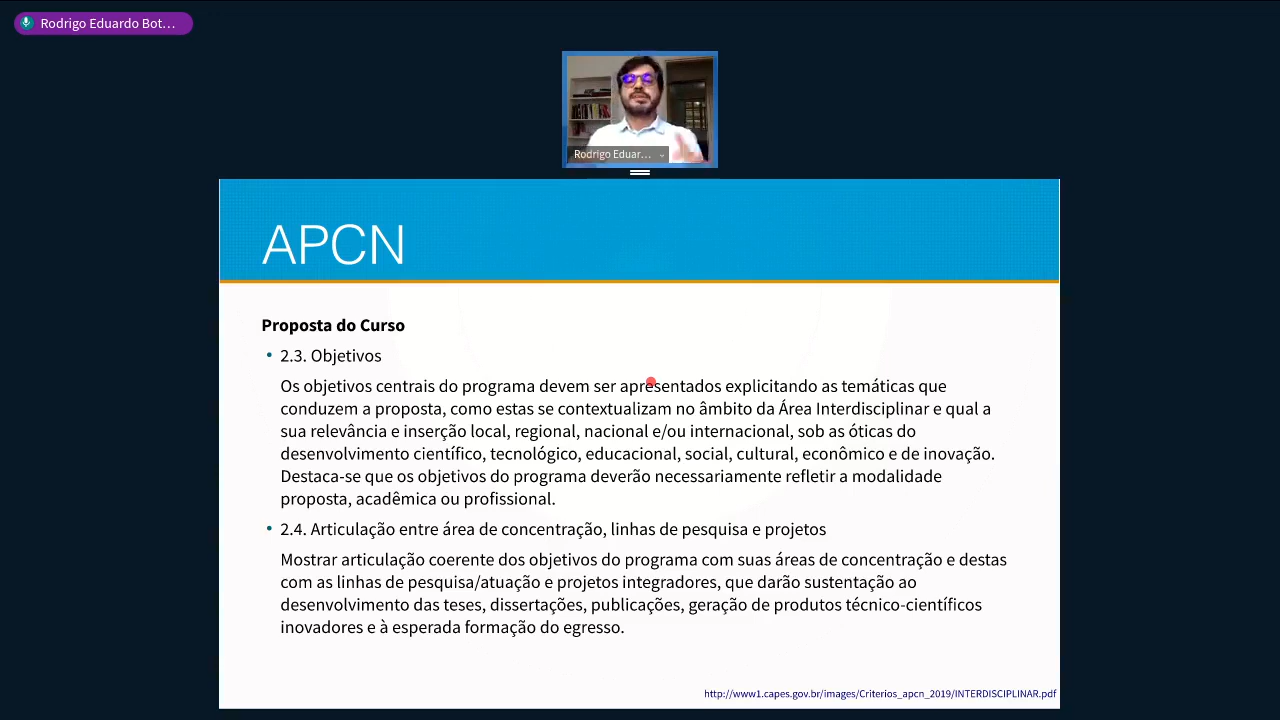 Rodrigo Eduardo Bot...
Rodrigo Eduar...
APCN
Proposta do Curso
• 2.3. Objetivos
Os objetivos centrais do programa devem ser apresentados explicitando as temáticas que
conduzem a proposta, como estas se contextualizam no âmbito da Área Interdisciplinar e qual a
sua relevância e inserção local, regional, nacional e/ou internacional, sob as óticas do
desenvolvimento científico, tecnológico, educacional, social, cultural, econômico e de inovação.
Destaca-se que os objetivos do programa deverão necessariamente refletir a modalidade
proposta, acadêmica ou profissional.
• 2.4. Articulação entre área de concentração, linhas de pesquisa e projetos
Mostrar articulação coerente dos objetivos do programa com suas áreas de concentração e destas
com as linhas de pesquisa/atuação e projetos integradores, que darão sustentação ao
desenvolvimento das teses, dissertações, publicações, geração de produtos técnico-científicos
inovadores e à esperada formação do egresso.
http://www1.capes.gov.br/images/Criterios_apcn_2019/INTERDISCIPLINAR.pdf